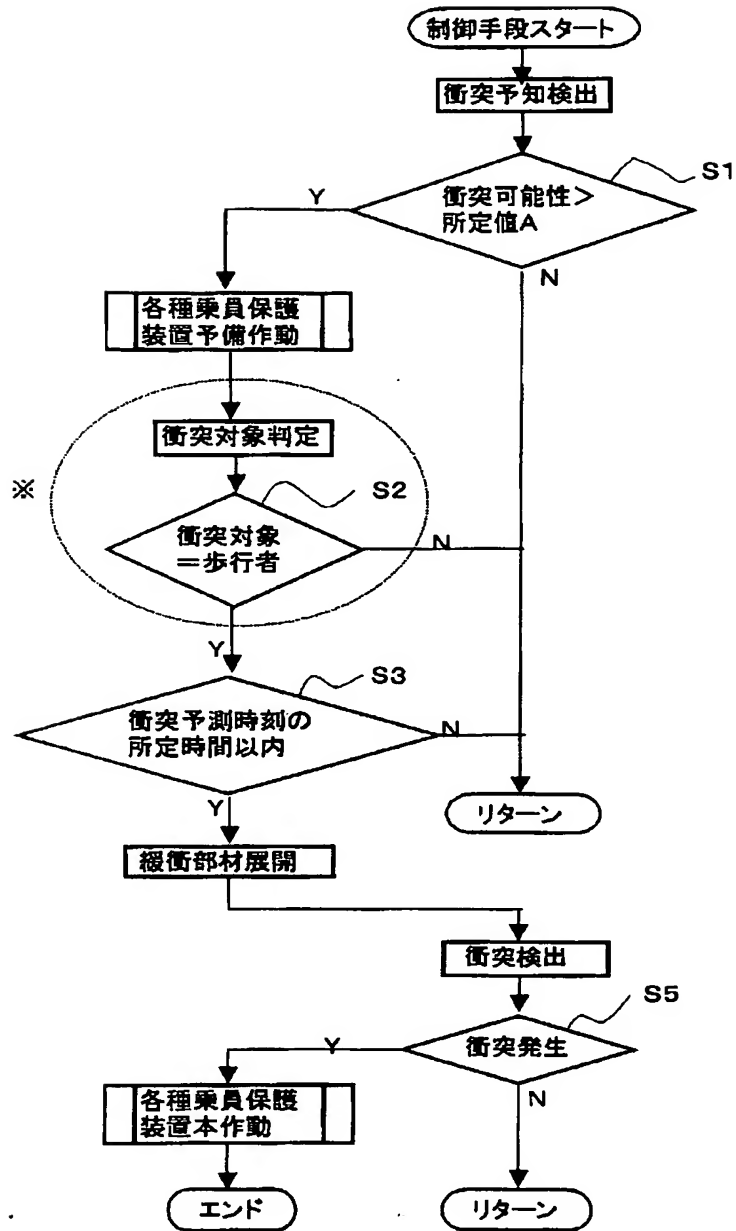 制御手段スタート
衝突予知検出
S1
衝突可能性＞
所定値A
Y
N
各種乗員保護
装置予備作動
衝突対象判定
※
S2
衝突対象
＝歩行者
N
Y
S3
衝突予測時刻の
所定時間以内
N
Y
リターン
緩衝部材展開
衝突検出
S5
衝突発生
Y
N
各種乗員保護
装置本作動
エンド
リターン